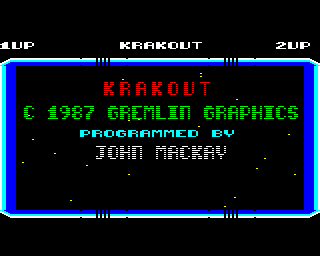 1UP KRAKOUT 2UP
KRAKOUT
C 1987 GREMLIN GRAPHICS
PROGRAMMED BY
JOHN MACKAY